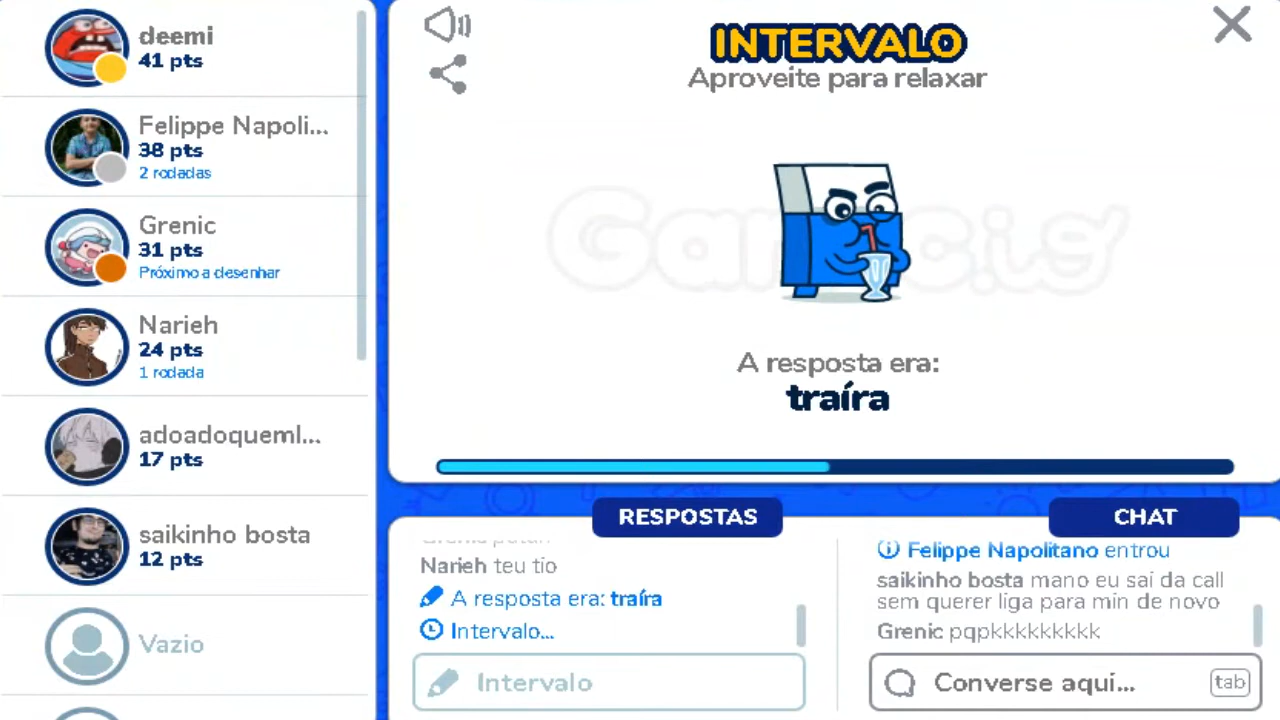 deemi
41 pts
Felippe Napoli...
38 pts
2 rodadas
Grenic
31 pts
Próximo a desenhar
Narieh
24 pts
1 rodada
adoadoqueml...
17 pts
saikinho bosta
12 pts
Vazio
INTERVALO
Aproveite para relaxar
A resposta era:
traíra
RESPOSTAS
Narieh teu tio
A resposta era: traíra
Intervalo...
Intervalo
CHAT
Felippe Napolitano entrou
saikinho bosta mano eu saí da call
sem querer liga para min de novo
Grenic pqpkkkkkkkkkk
Converse aqui...
tab